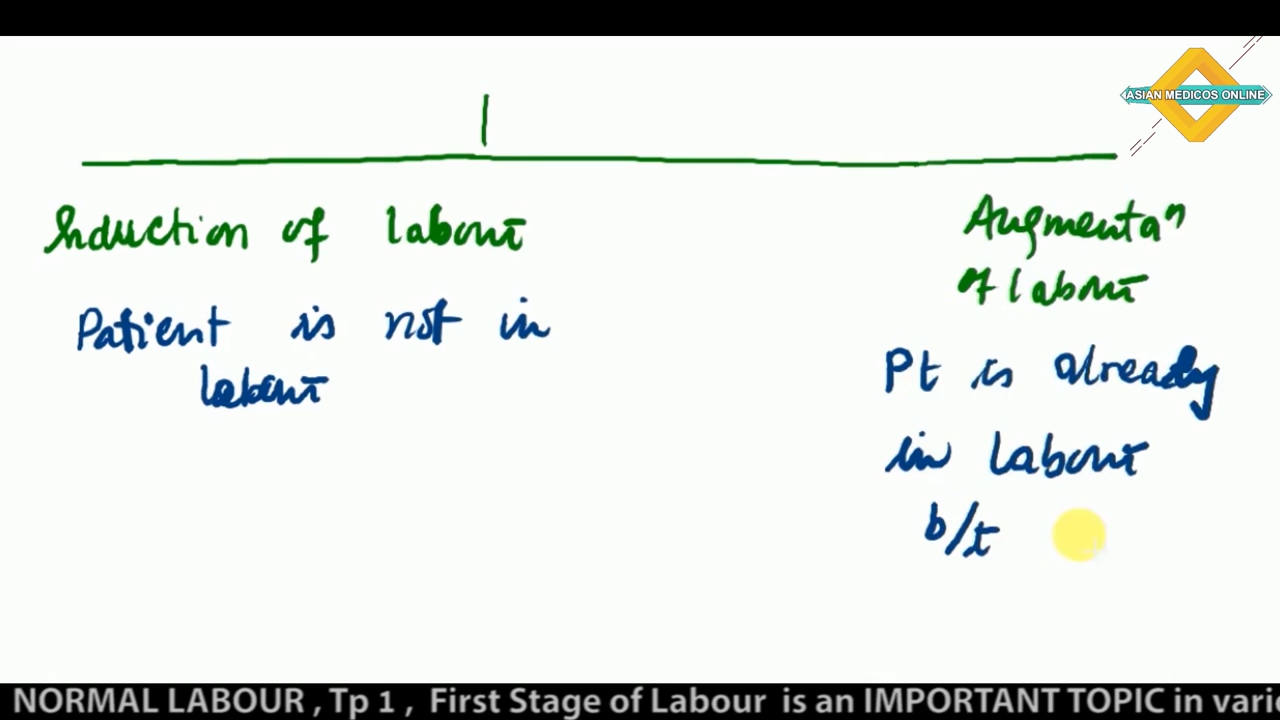 ASIAN MEDICOS ONLINE
Induction of labour
Patient is not in
labour
Augmentaⁿ
of labour
Pt is already
in labour
b/t
NORMAL LABOUR , Tp 1 , First Stage of Labour is an IMPORTANT TOPIC in vari